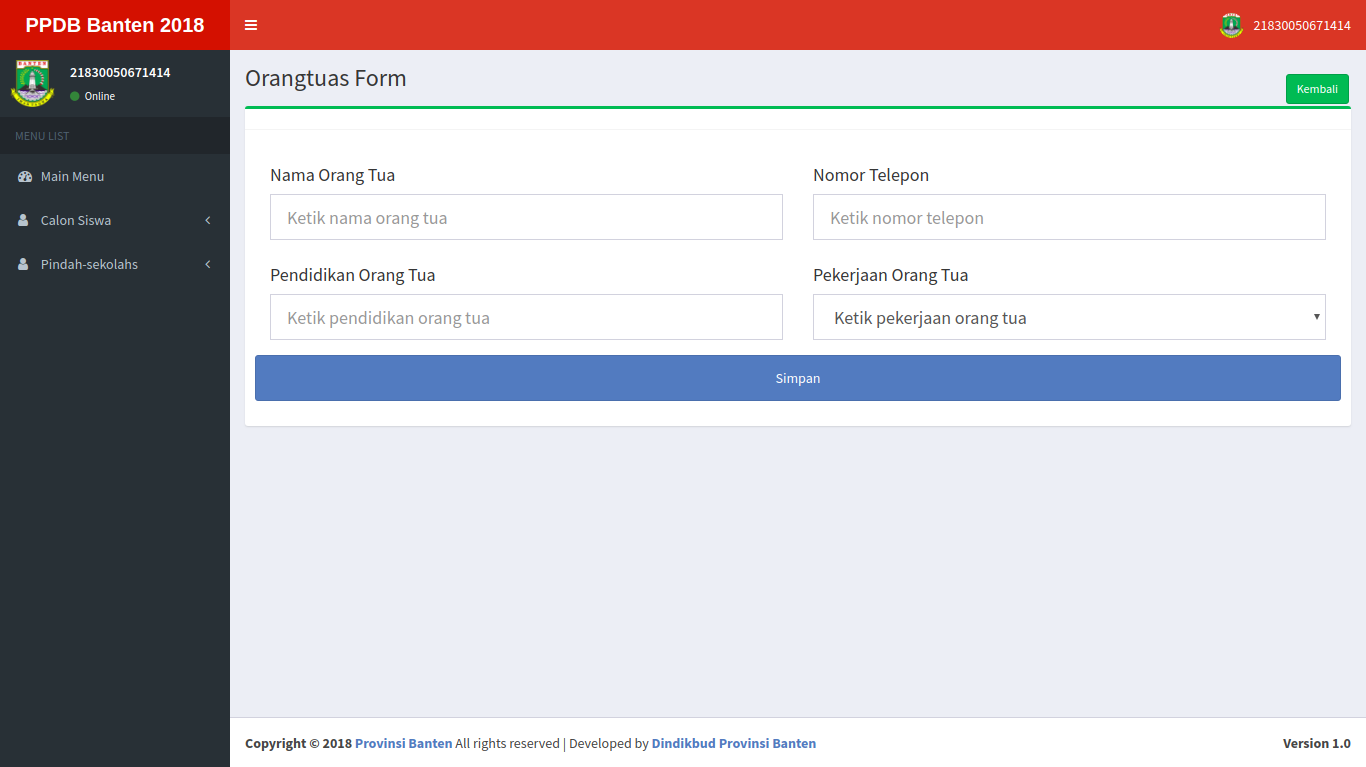 PPDB Banten 2018
21830050671414
21830050671414
Online
MENU LIST
Main Menu
Calon Siswa
Pindah-sekolahs
Orangtuas Form
Kembali
Nama Orang Tua
Nomor Telepon
Ketik nama orang tua
Ketik nomor telepon
Pendidikan Orang Tua
Pekerjaan Orang Tua
Ketik pendidikan orang tua
Ketik pekerjaan orang tua
Simpan
Copyright © 2018 Provinsi Banten All rights reserved | Developed by Dindikbud Provinsi Banten
Version 1.0